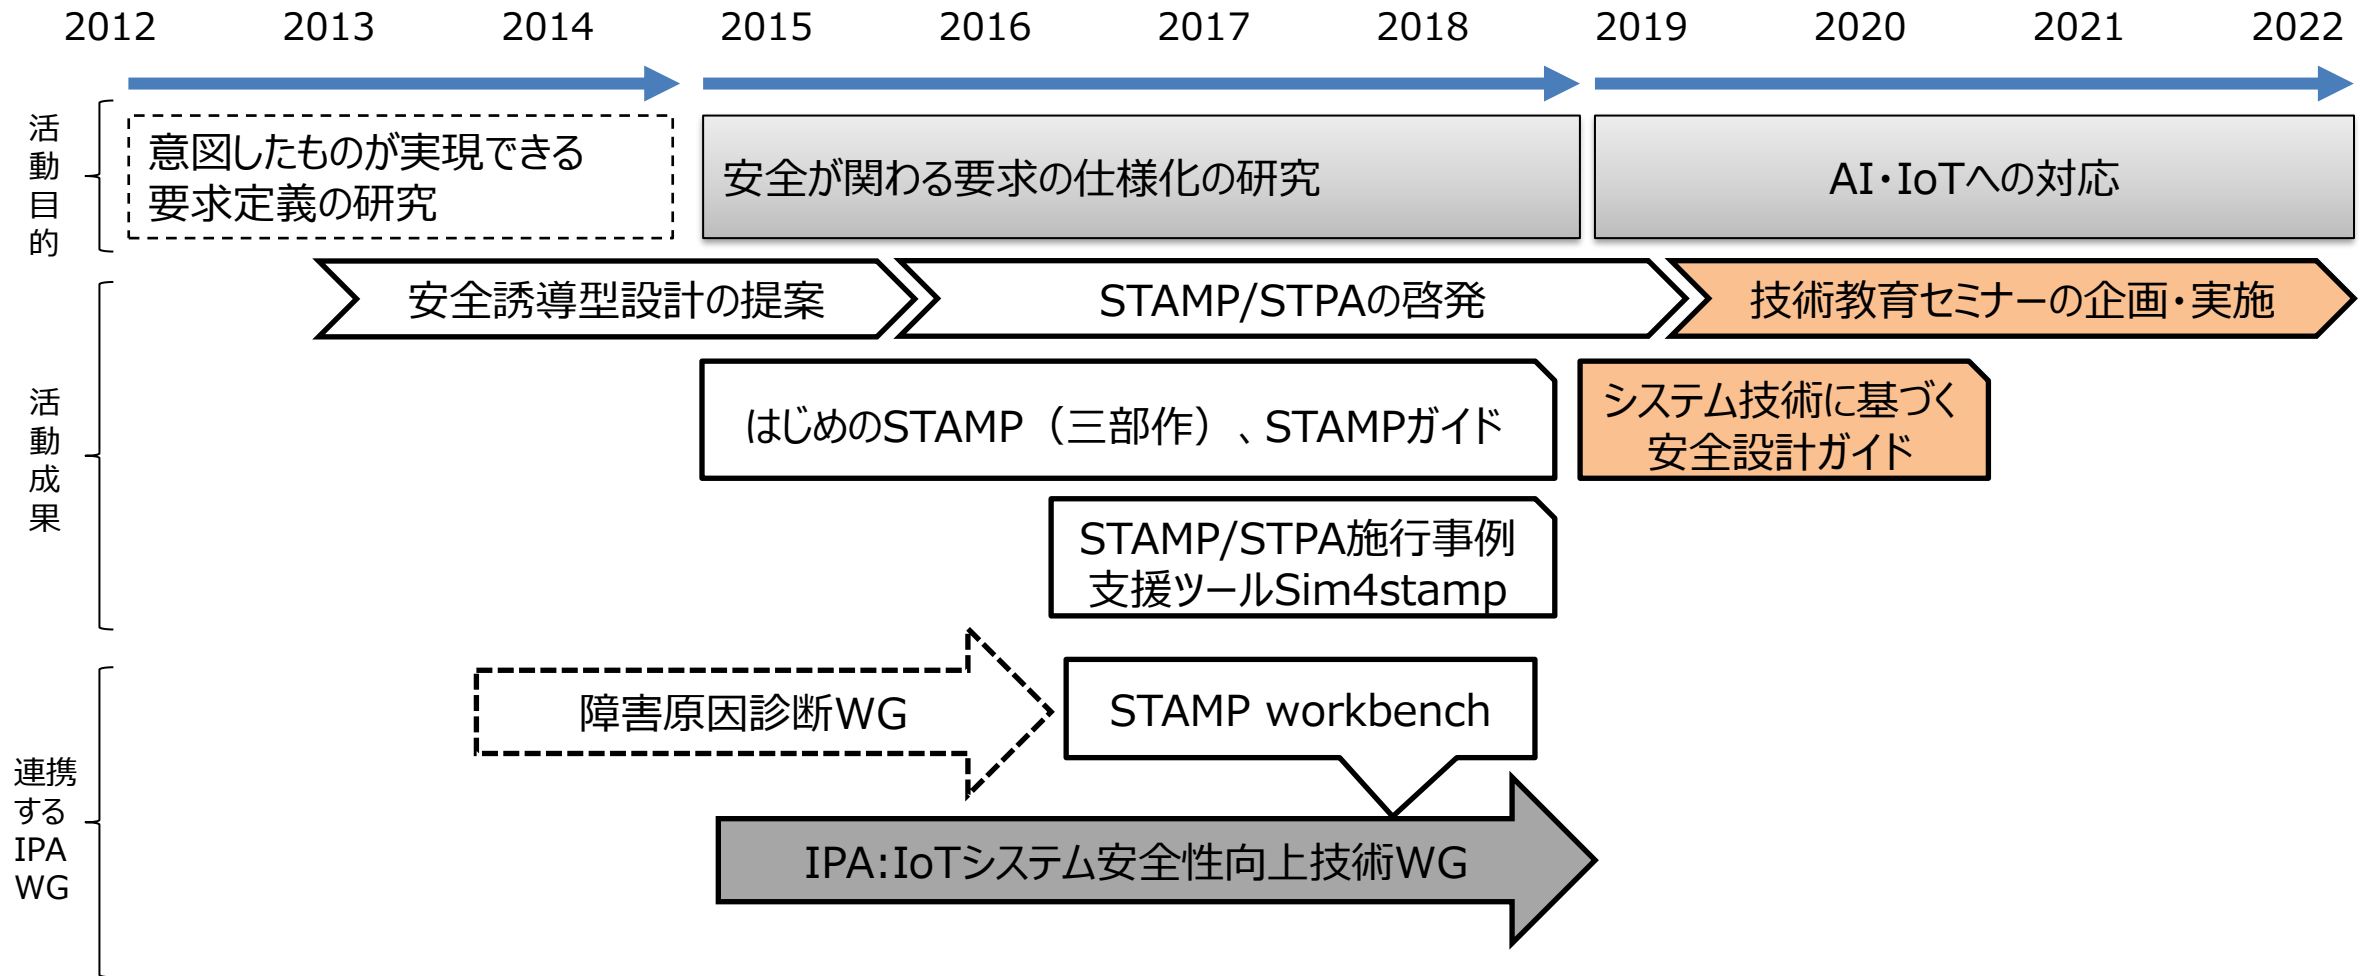 2012 2013 2014 2015 2016 2017 2018 2019 2020 2021 2022
活動目的
意図したものが実現できる
要求定義の研究
安全が関わる要求の仕様化の研究
AI・IoTへの対応
活動成果
安全誘導型設計の提案
STAMP/STPAの啓発
技術教育セミナーの企画・実施
はじめのSTAMP（三部作）、STAMPガイド
システム技術に基づく
安全設計ガイド
STAMP/STPA施行事例
支援ツールSim4stamp
連携
する
IPA
WG
障害原因診断WG
STAMP workbench
IPA:IoTシステム安全性向上技術WG